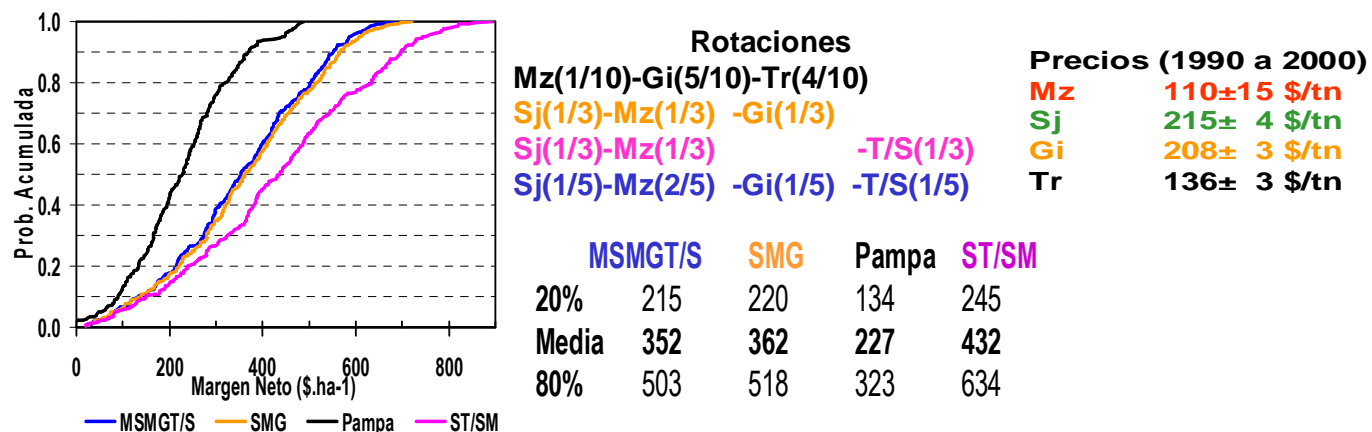 1.0
0.8
0.6
0.4
0.2
0.0
Prob. Acumulada
0 200 400 600 800
Margen Neto ($.ha-1)
MSMGT/S SMG Pampa ST/SM
Rotaciones
Mz(1/10)-Gi(5/10)-Tr(4/10)
Sj(1/3)-Mz(1/3) -Gi(1/3)
Sj(1/3)-Mz(1/3) -T/S(1/3)
Sj(1/5)-Mz(2/5) -Gi(1/5) -T/S(1/5)
Precios (1990 a 2000)
Mz 110±15 $/tn
Sj 215± 4 $/tn
Gi 208± 3 $/tn
Tr 136± 3 $/tn
MSMGT/S SMG Pampa ST/SM
20% 215 220 134 245
Media 352 362 227 432
80% 503 518 323 634